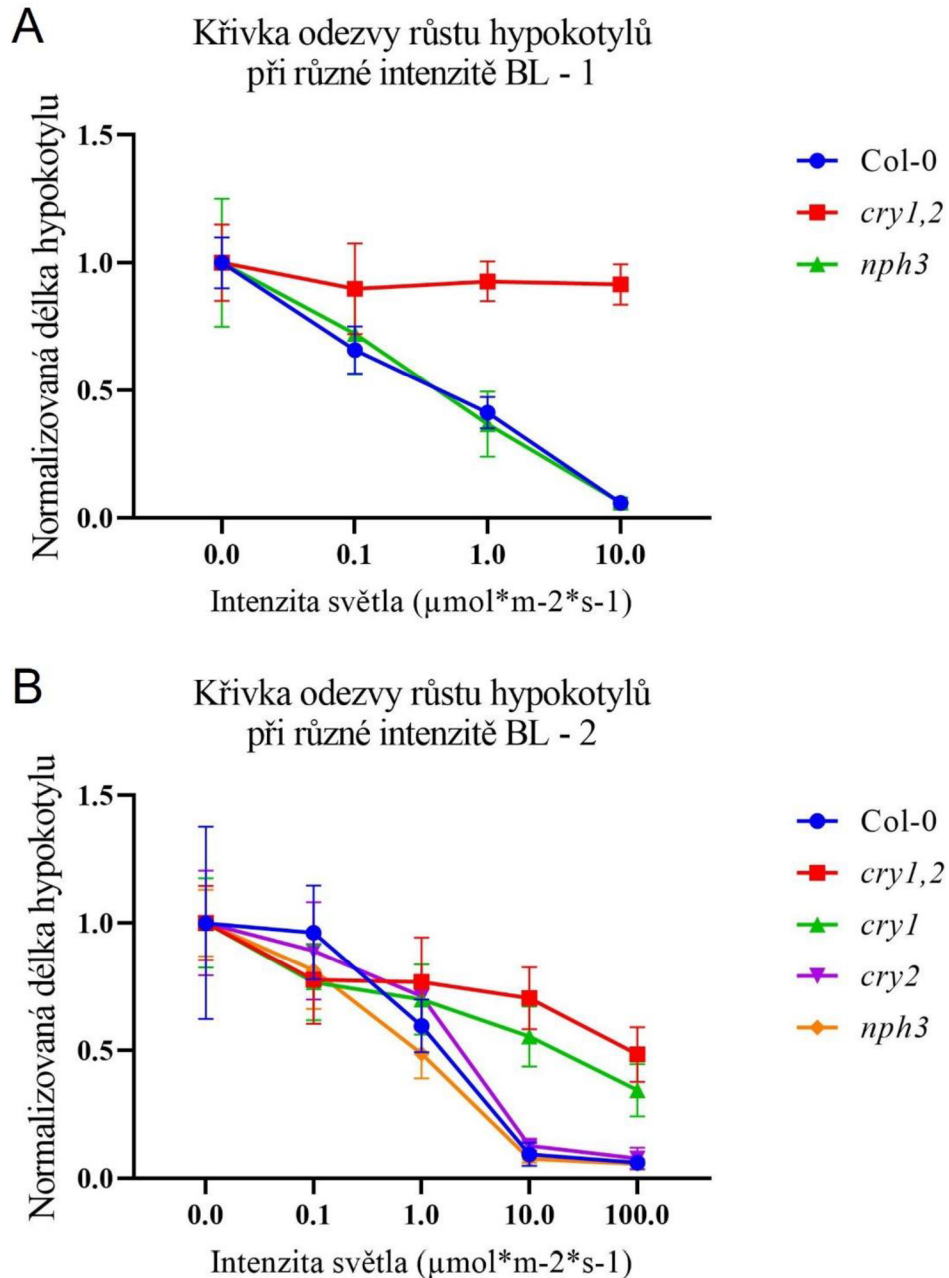 A
Křivka odezvy růstu hypokotylů
při různé intenzitě BL - 1
Normalizovaná délka hypokotylu
1.5
1.0
0.5
0.0
0.0 0.1 1.0 10.0
Intenzita světla (µmol*m-2*s-1)
Col-0
cry1,2
nph3
B
Křivka odezvy růstu hypokotylů
při různé intenzitě BL - 2
Normalizovaná délka hypokotylu
1.5
1.0
0.5
0.0
0.0 0.1 1.0 10.0 100.0
Intenzita světla (µmol*m-2*s-1)
Col-0
cry1,2
cry1
cry2
nph3